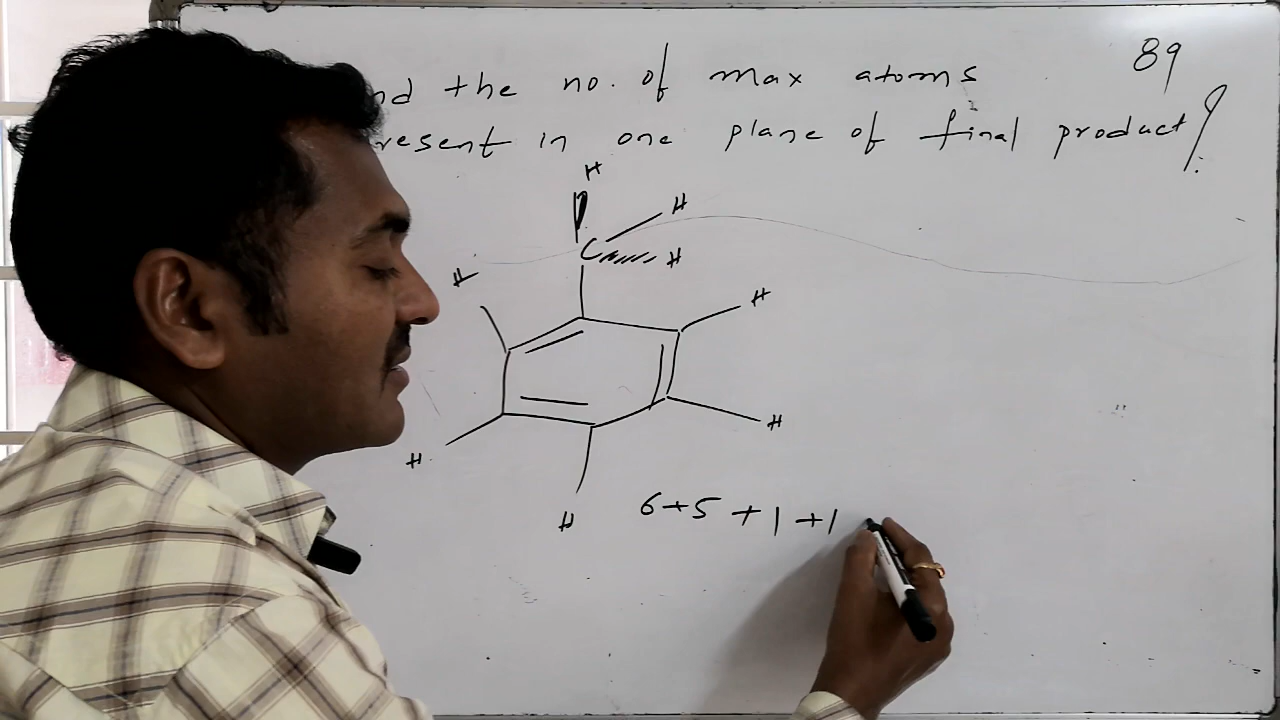 89
nd the no. of max atoms
resent in one plane of final product?
H
H
C H
H H
H
H
H
6+5+1+1